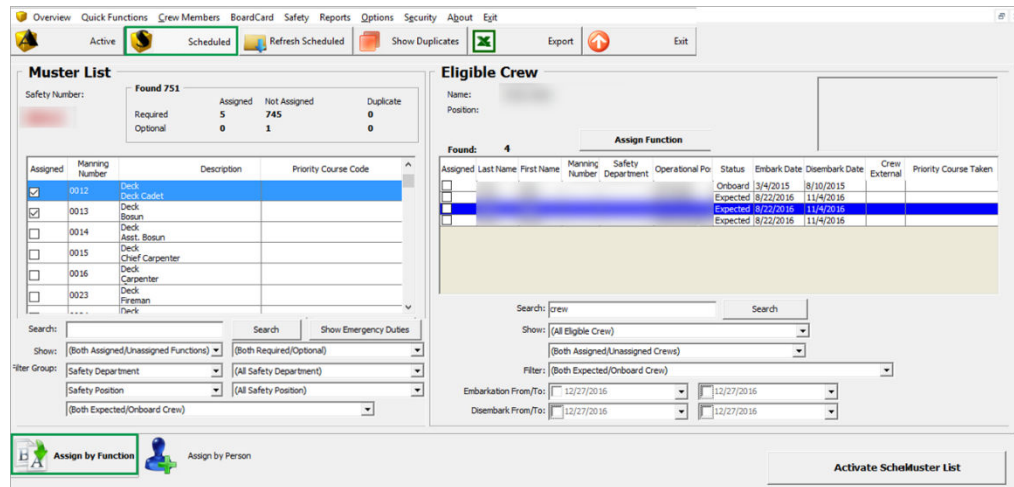 Overview Quick Functions Crew Members BoardCard Safety Reports Options Security About Exit
Active Scheduled Refresh Scheduled Show Duplicates Export Exit
Muster List
Safety Number:
Found 751
Assigned Not Assigned Duplicate
Required 5 745 0
Optional 0 1 0
Assigned Manning Number Description Priority Course Code
0012 Deck
Deck Cadet
0013 Deck
Bosun
0014 Deck
Asst. Bosun
0015 Deck
Chief Carpenter
0016 Deck
Carpenter
0023 Deck
Fireman
Deck
Search: Search Show Emergency Duties
Show: (Both Assigned/Unassigned Functions) (Both Required/Optional)
Filter Group: Safety Department (All Safety Department)
Safety Position (All Safety Position)
(Both Expected/Onboard Crew)
Eligible Crew
Name:
Position:
Assign Function
Found: 4
Assigned Last Name First Name Manning Number Safety Department Operational Po Status Embark Date Disembark Date Crew External Priority Course Taken
Onboard 3/4/2015 8/10/2015
Expected 8/22/2016 11/4/2016
Expected 8/22/2016 11/4/2016
Expected 8/22/2016 11/4/2016
Search: crew Search
Show: (All Eligible Crew)
(Both Assigned/Unassigned Crews)
Filter: (Both Expected/Onboard Crew)
Embarkation From/To: 12/27/2016 12/27/2016
Disembark From/To: 12/27/2016 12/27/2016
Assign by Function Assign by Person
Activate Muster List